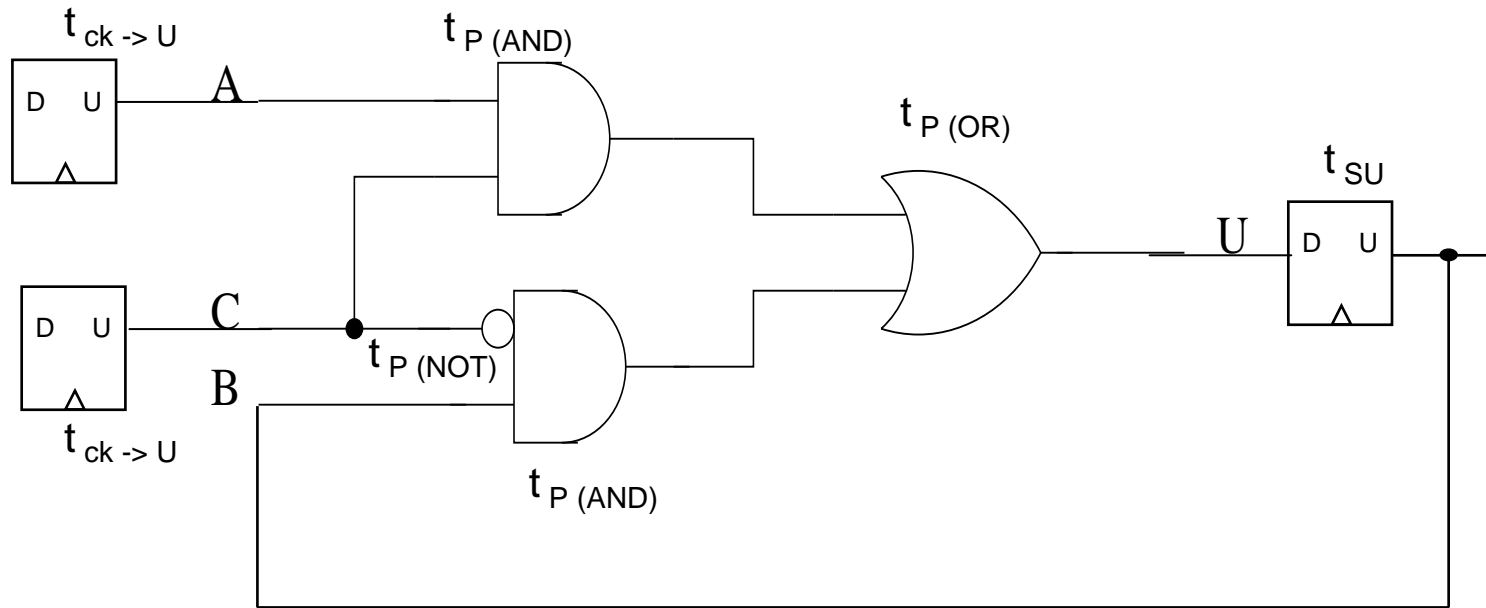 t ck -> U
t P (AND)
D U
A
t P (OR)
t SU
D U
C
U
D U
t P (NOT)
B
t ck -> U
t P (AND)